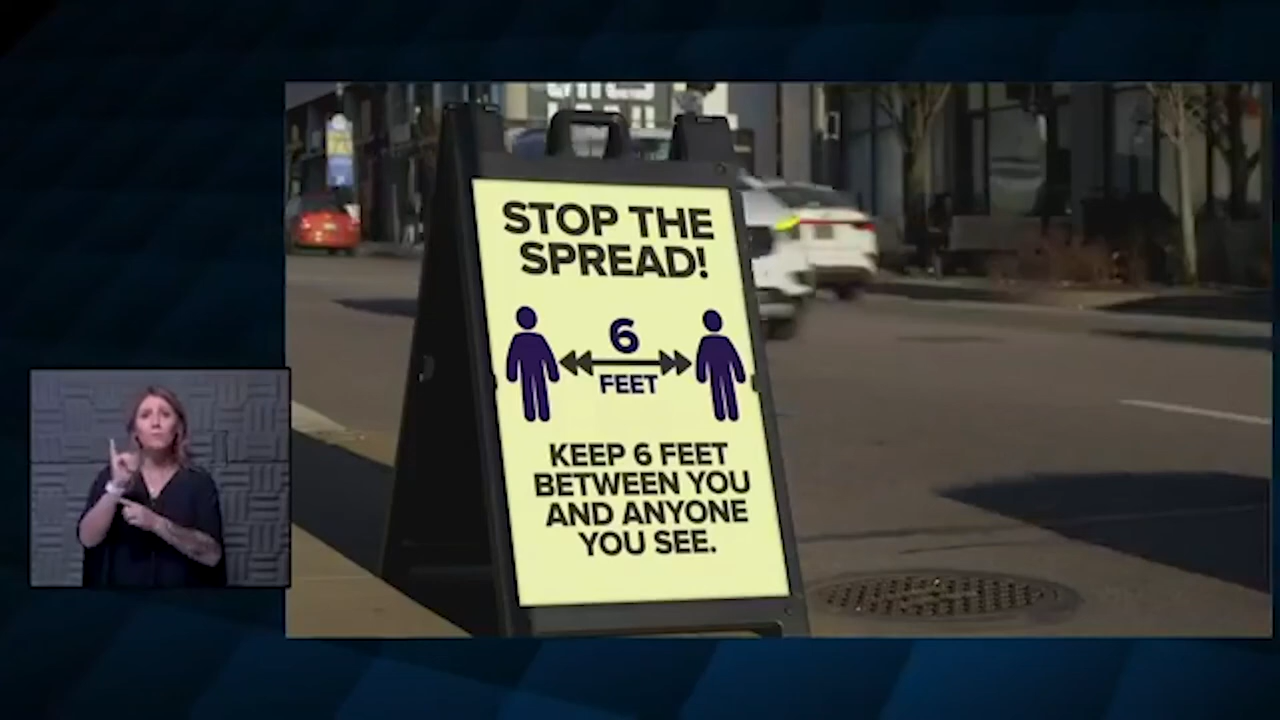 STOP THE
SPREAD!
6
FEET
KEEP 6 FEET
BETWEEN YOU
AND ANYONE
YOU SEE.